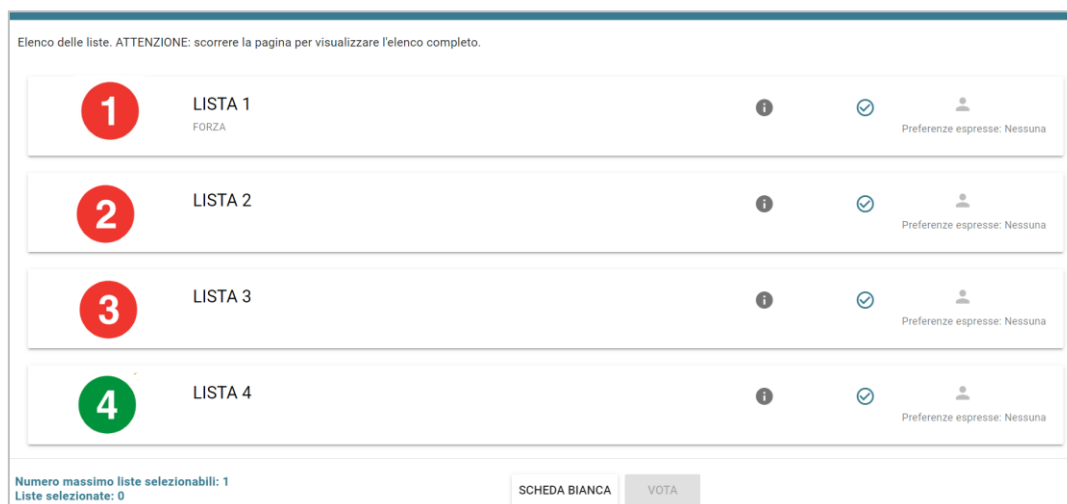 Elenco delle liste. ATTENZIONE: scorrere la pagina per visualizzare l'elenco completo.
1
LISTA 1
FORZA
Preferenze espresse: Nessuna
2
LISTA 2
Preferenze espresse: Nessuna
3
LISTA 3
Preferenze espresse: Nessuna
4
LISTA 4
Preferenze espresse: Nessuna
Numero massimo liste selezionabili: 1
Liste selezionate: 0
SCHEDA BIANCA
VOTA